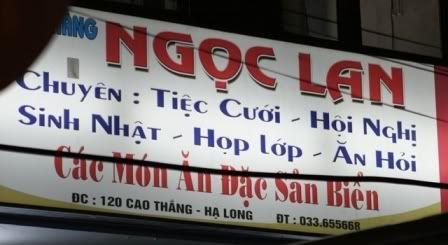 HÀNG
NGỌC LAN
CHUYÊN : TIỆC CƯỚI - HỘI NGHỊ
SINH NHẬT - HỌP LỚP - ĂN HỎI
Các Món Ăn Đặc Sản Biển
ĐC : 120 CAO THẮNG - HẠ LONG ĐT : 033.655668